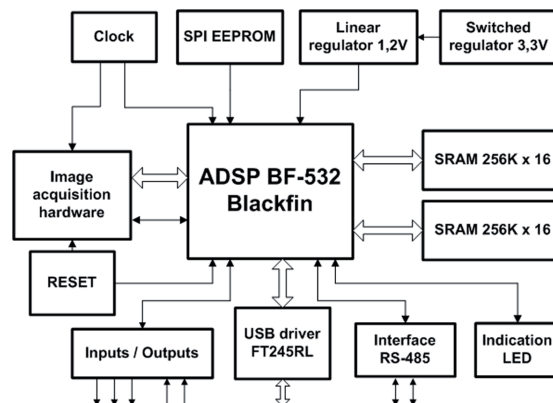 Clock
SPI EEPROM
Linear
regulator 1,2V
Switched
regulator 3,3V
Image
acquisition
hardware
ADSP BF-532
Blackfin
SRAM 256K x 16
SRAM 256K x 16
RESET
Inputs / Outputs
USB driver
FT245RL
Interface
RS-485
Indication
LED